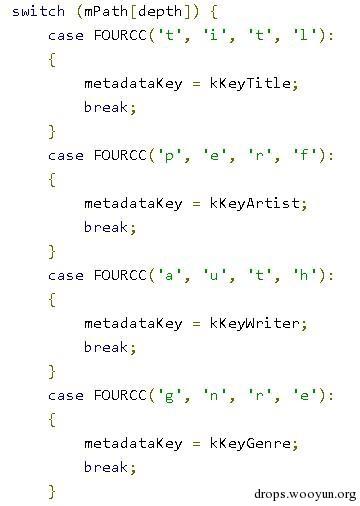 switch (mPath[depth]) {
    case FOURCC('t', 'i', 't', 'l'):
    {
        metadataKey = kKeyTitle;
        break;
    }
    case FOURCC('p', 'e', 'r', 'f'):
    {
        metadataKey = kKeyArtist;
        break;
    }
    case FOURCC('a', 'u', 't', 'h'):
    {
        metadataKey = kKeyWriter;
        break;
    }
    case FOURCC('g', 'n', 'r', 'e'):
    {
        metadataKey = kKeyGenre;
        break;
    }
drops.wooyun.org